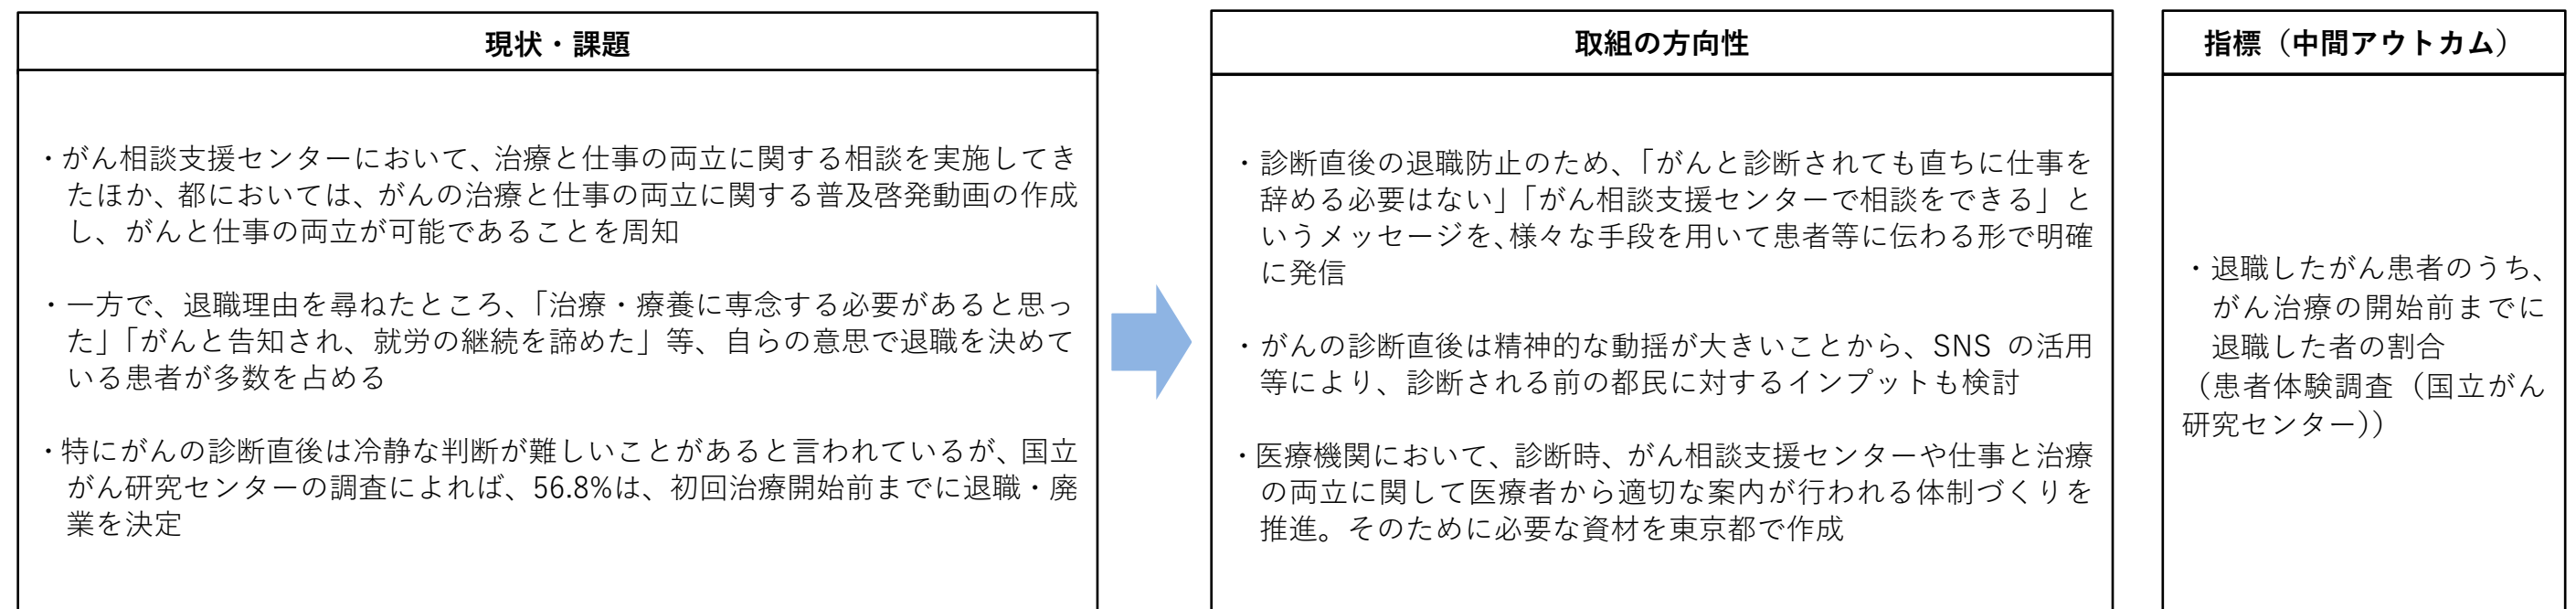 現状・課題
・がん相談支援センターにおいて、治療と仕事の両立に関する相談を実施してき
たほか、都においては、がんの治療と仕事の両立に関する普及啓発動画の作成
し、がんと仕事の両立が可能であることを周知
・一方で、退職理由を尋ねたところ、「治療・療養に専念する必要があると思っ
た」「がんと告知され、就労の継続を諦めた」等、自らの意思で退職を決めて
いる患者が多数を占める
・特にがんの診断直後は冷静な判断が難しいことがあると言われているが、国立
がん研究センターの調査によれば、56.8%は、初回治療開始前までに退職・廃
業を決定
取組の方向性
・診断直後の退職防止のため、「がんと診断されても直ちに仕事を
辞める必要はない」「がん相談支援センターで相談をできる」と
いうメッセージを、様々な手段を用いて患者等に伝わる形で明確
に発信
・がんの診断直後は精神的な動揺が大きいことから、SNS の活用
等により、診断される前の都民に対するインプットも検討
・医療機関において、診断時、がん相談支援センターや仕事と治療
の両立に関して医療者から適切な案内が行われる体制づくりを
推進。そのために必要な資材を東京都で作成
指標（中間アウトカム）
・退職したがん患者のうち、
がん治療の開始前までに
退職した者の割合
（患者体験調査（国立がん
研究センター））